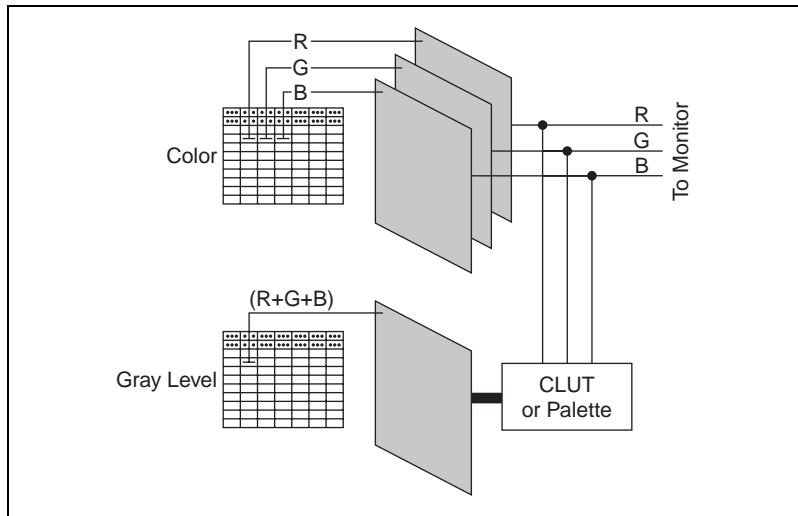 R
G
B
Color
R
G
B
To Monitor
(R+G+B)
Gray Level
CLUT
or Palette